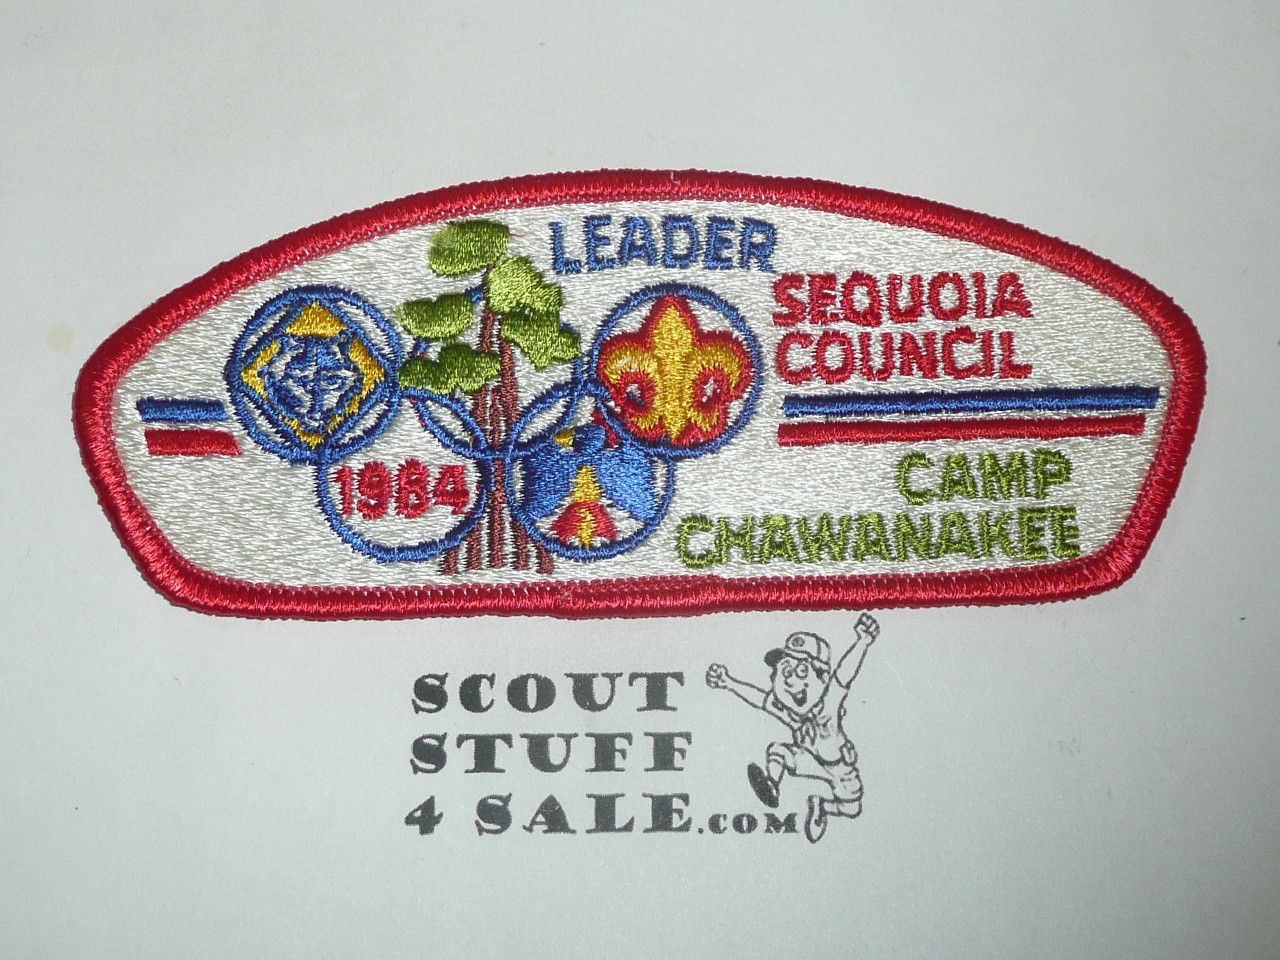 LEADER
SEQUOIA
COUNCIL
1984
CAMP
CHAWANAKEE
SCOUT
STUFF
4 SALE.COM